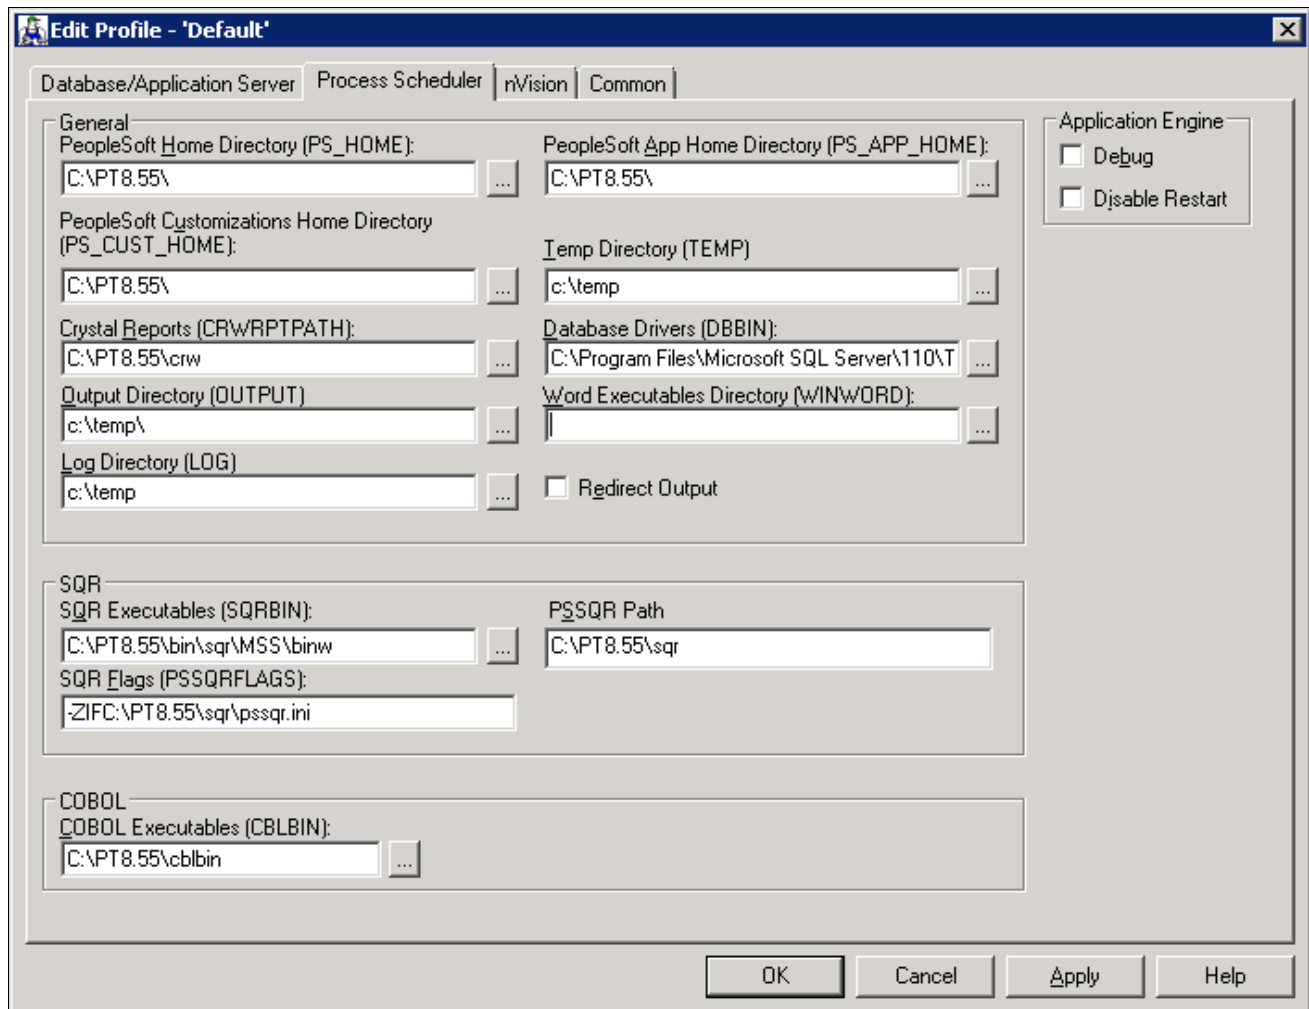 Edit Profile - 'Default'
Database/Application Server
Process Scheduler
nVision
Common
General
PeopleSoft Home Directory (PS_HOME):
C:\PT8.55\
...
PeopleSoft App Home Directory (PS_APP_HOME):
C:\PT8.55\
...
PeopleSoft Customizations Home Directory
(PS_CUST_HOME):
C:\PT8.55\
...
Temp Directory (TEMP)
c:\temp
...
Crystal Reports (CRWRPTPATH):
C:\PT8.55\crw
...
Database Drivers (DBBIN):
C:\Program Files\Microsoft SQL Server\110\T
...
Output Directory (OUTPUT)
c:\temp\
...
Word Executables Directory (WINWORD):
...
Log Directory (LOG)
c:\temp
...
Redirect Output
Application Engine
Debug
Disable Restart
SQR
SQR Executables (SQRBIN):
C:\PT8.55\bin\sqr\MSS\binw
...
PSSQR Path
C:\PT8.55\sqr
SQR Flags (PSSQRFLAGS):
-ZIFC:\PT8.55\sqr\pssqr.ini
COBOL
COBOL Executables (CBLBIN):
C:\PT8.55\cblbin
...
OK
Cancel
Apply
Help